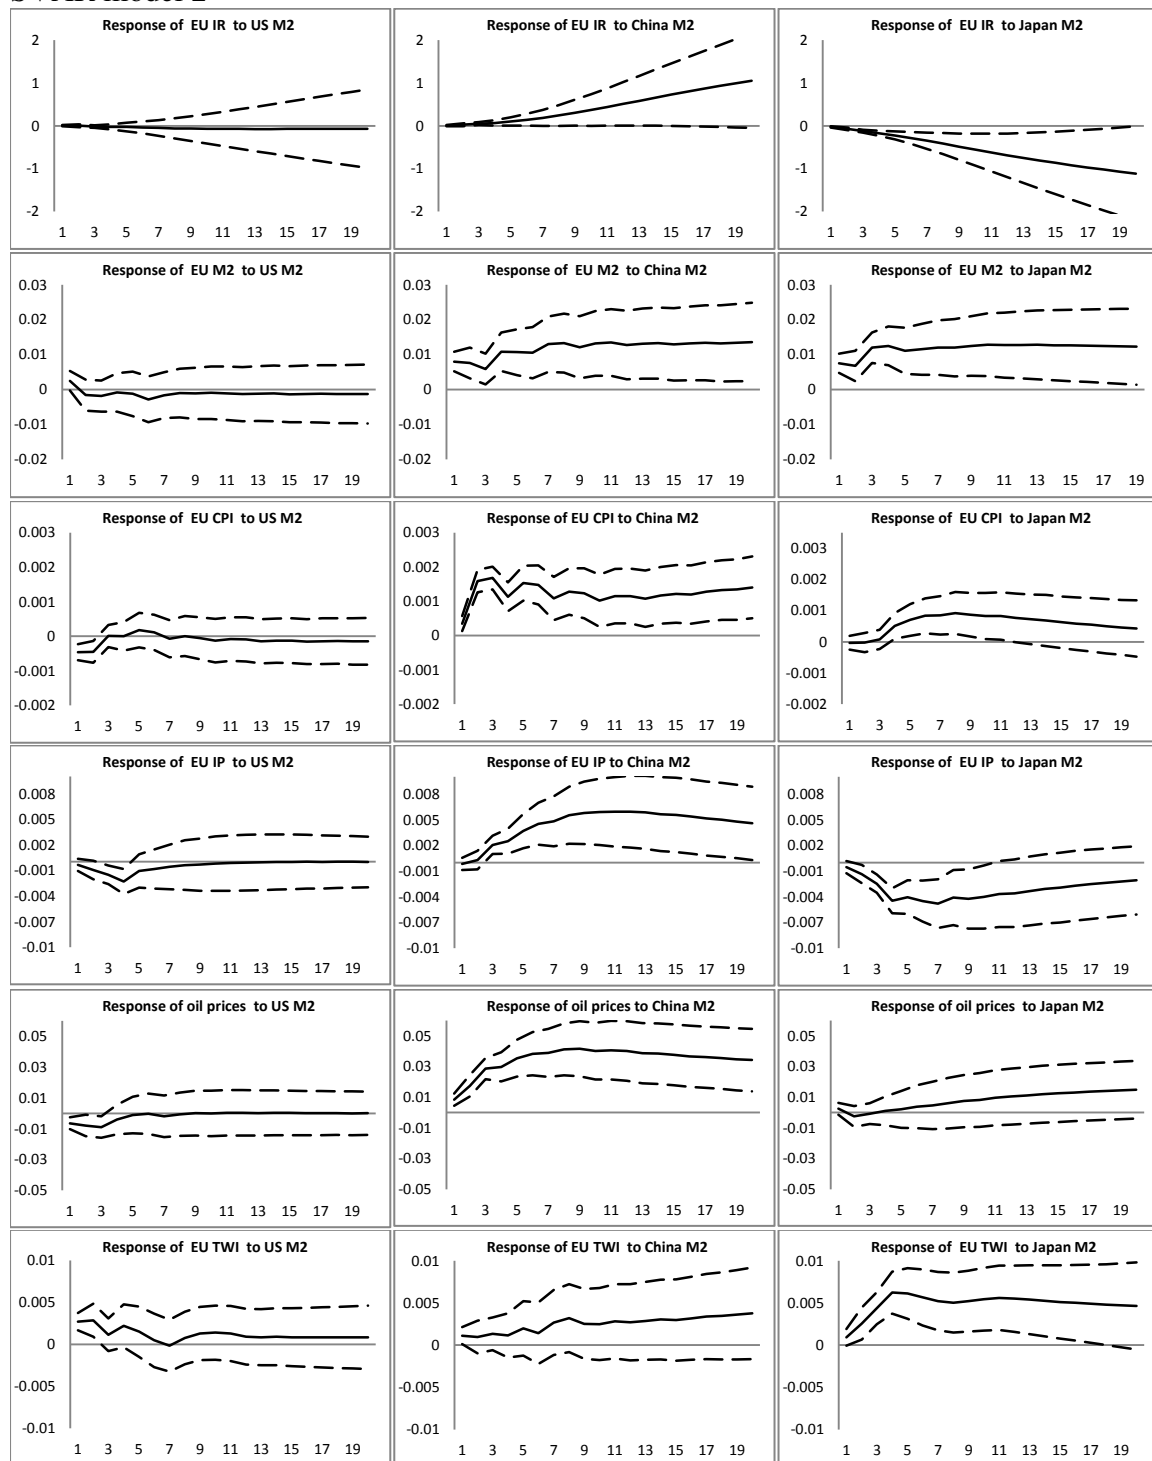 SVAR model 2
Response of EU IR to US M2
2
1
0
-1
-2
1 3 5 7 9 11 13 15 17 19
Response of EU IR to China M2
2
1
0
-1
-2
1 3 5 7 9 11 13 15 17 19
Response of EU IR to Japan M2
2
1
0
-1
-2
1 3 5 7 9 11 13 15 17 19
Response of EU M2 to US M2
0.03
0.02
0.01
0
-0.01
-0.02
1 3 5 7 9 11 13 15 17 19
Response of EU M2 to China M2
0.03
0.02
0.01
0
-0.01
-0.02
1 3 5 7 9 11 13 15 17 19
Response of EU M2 to Japan M2
0.03
0.02
0.01
0
-0.01
-0.02
1 3 5 7 9 11 13 15 17 19
Response of EU CPI to US M2
0.003
0.002
0.001
0
-0.001
-0.002
1 3 5 7 9 11 13 15 17 19
Response of EU CPI to China M2
0.003
0.002
0.001
0
-0.001
-0.002
1 3 5 7 9 11 13 15 17 19
Response of EU CPI to Japan M2
0.003
0.002
0.001
0
-0.001
-0.002
1 3 5 7 9 11 13 15 17 19
Response of EU IP to US M2
0.008
0.005
0.002
-0.001
-0.004
-0.007
-0.01
1 3 5 7 9 11 13 15 17 19
Response of EU IP to China M2
0.008
0.005
0.002
-0.001
-0.004
-0.007
-0.01
1 3 5 7 9 11 13 15 17 19
Response of EU IP to Japan M2
0.008
0.005
0.002
-0.001
-0.004
-0.007
-0.01
1 3 5 7 9 11 13 15 17 19
Response of oil prices to US M2
0.05
0.03
0.01
-0.01
-0.03
-0.05
1 3 5 7 9 11 13 15 17 19
Response of oil prices to China M2
0.05
0.03
0.01
-0.01
-0.03
-0.05
1 3 5 7 9 11 13 15 17 19
Response of oil prices to Japan M2
0.05
0.03
0.01
-0.01
-0.03
-0.05
1 3 5 7 9 11 13 15 17 19
Response of EU TWI to US M2
0.01
0.005
0
-0.005
-0.01
1 3 5 7 9 11 13 15 17 19
Response of EU TWI to China M2
0.01
0.005
0
-0.005
-0.01
1 3 5 7 9 11 13 15 17 19
Response of EU TWI to Japan M2
0.01
0.005
0
-0.005
-0.01
1 3 5 7 9 11 13 15 17 19